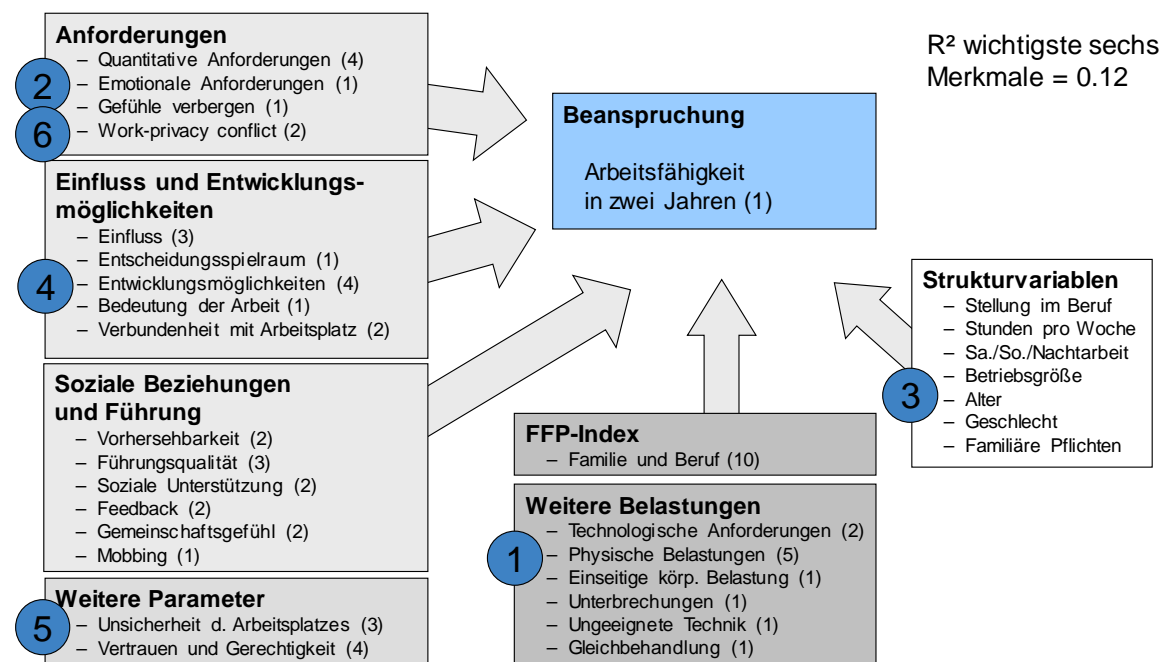 Anforderungen
– Quantitative Anforderungen (4)
– Emotionale Anforderungen (1)
– Gefühle verbergen (1)
– Work-privacy conflict (2)
2
6
Einfluss und Entwicklungs-
möglichkeiten
– Einfluss (3)
– Entscheidungsspielraum (1)
– Entwicklungsmöglichkeiten (4)
– Bedeutung der Arbeit (1)
– Verbundenheit mit Arbeitsplatz (2)
4
Soziale Beziehungen
und Führung
– Vorhersehbarkeit (2)
– Führungsqualität (3)
– Soziale Unterstützung (2)
– Feedback (2)
– Gemeinschaftsgefühl (2)
– Mobbing (1)
Weitere Parameter
– Unsicherheit d. Arbeitsplatzes (3)
– Vertrauen und Gerechtigkeit (4)
5
Beanspruchung
Arbeitsfähigkeit
in zwei Jahren (1)
FFP-Index
– Familie und Beruf (10)
Weitere Belastungen
– Technologische Anforderungen (2)
– Physische Belastungen (5)
– Einseitige körp. Belastung (1)
– Unterbrechungen (1)
– Ungeeignete Technik (1)
– Gleichbehandlung (1)
1
R² wichtigste sechs
Merkmale = 0.12
Strukturvariablen
– Stellung im Beruf
– Stunden pro Woche
– Sa./So./Nachtarbeit
– Betriebsgröße
– Alter
– Geschlecht
– Familiäre Pflichten
3